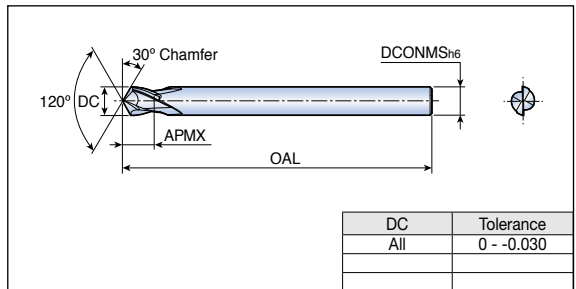 30º Chamfer
DCONMSh6
120º DC
APMX
OAL
DC Tolerance
All 0 - -0.030